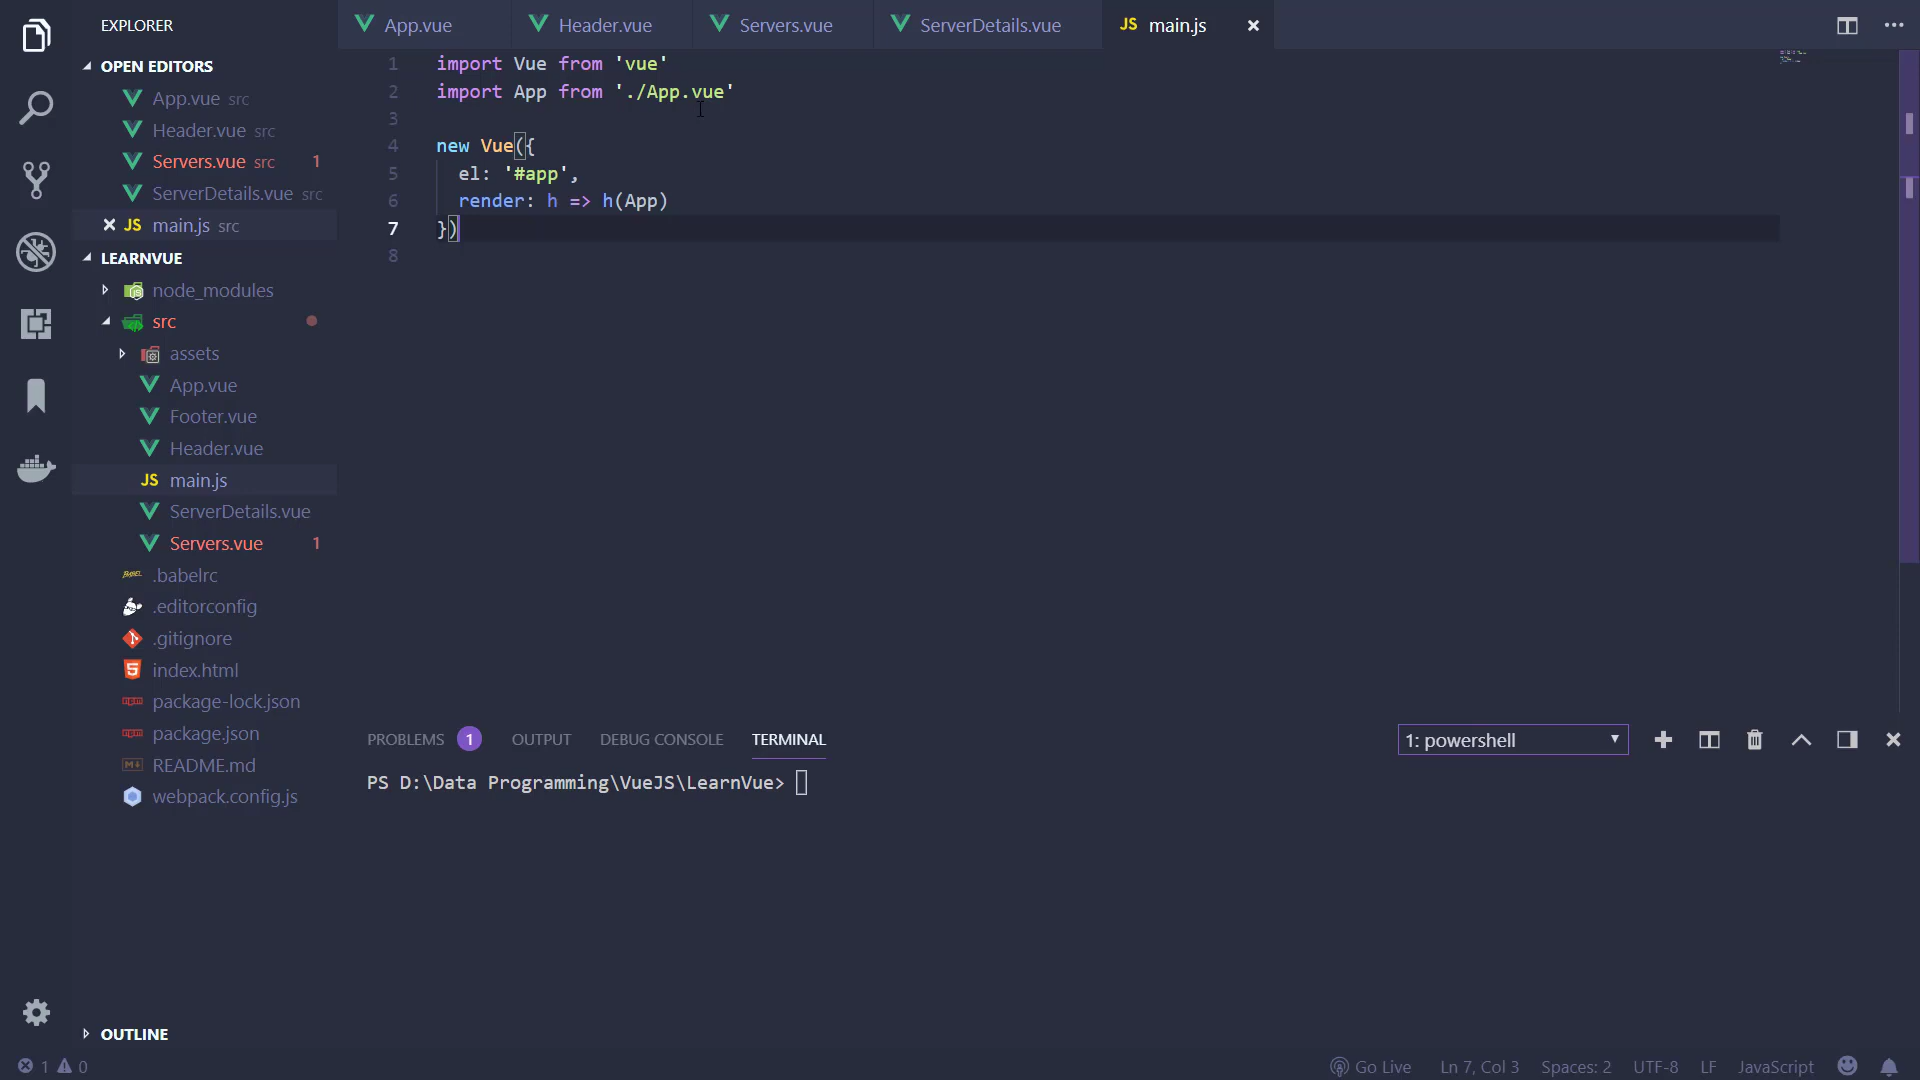 EXPLORER
OPEN EDITORS
App.vue src
Header.vue src
Servers.vue src 1
ServerDetails.vue src
JS main.js src
LEARNVUE
node_modules
src
assets
App.vue
Footer.vue
Header.vue
JS main.js
ServerDetails.vue
Servers.vue 1
.babelrc
.editorconfig
.gitignore
index.html
package-lock.json
package.json
README.md
webpack.config.js
OUTLINE
App.vue Header.vue Servers.vue ServerDetails.vue JS main.js
1 import Vue from 'vue'
2 import App from './App.vue'
3
4 new Vue({
5 el: '#app',
6 render: h => h(App)
7 })
8
PROBLEMS 1 OUTPUT DEBUG CONSOLE TERMINAL 1: powershell
PS D:\Data Programming\VueJS\LearnVue>
1 0 Go Live Ln 7, Col 3 Spaces: 2 UTF-8 LF JavaScript